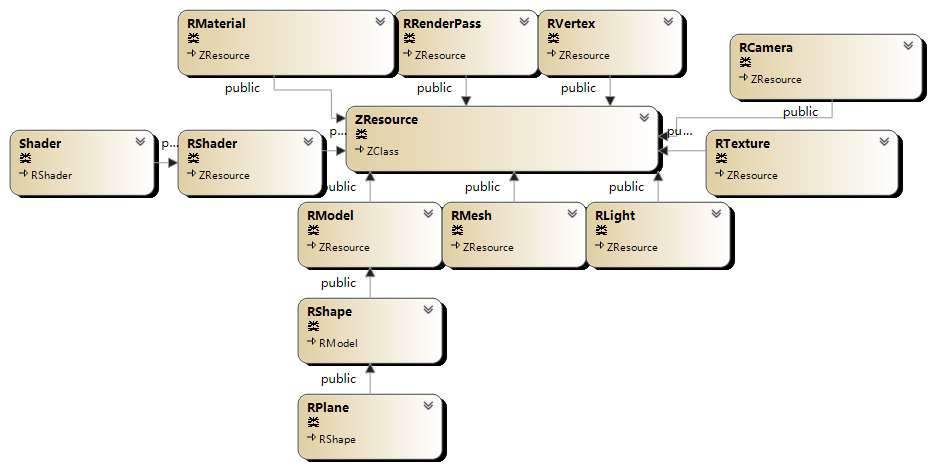 RMaterial
ZResource
RRenderPass
ZResource
RVertex
ZResource
RCamera
ZResource
public
public
public
public
ZResource
ZClass
Shader
RShader
p...
RShader
ZResource
p...
pu...
RTexture
ZResource
public
public
public
RModel
ZResource
RMesh
ZResource
RLight
ZResource
public
RShape
RModel
public
RPlane
RShape